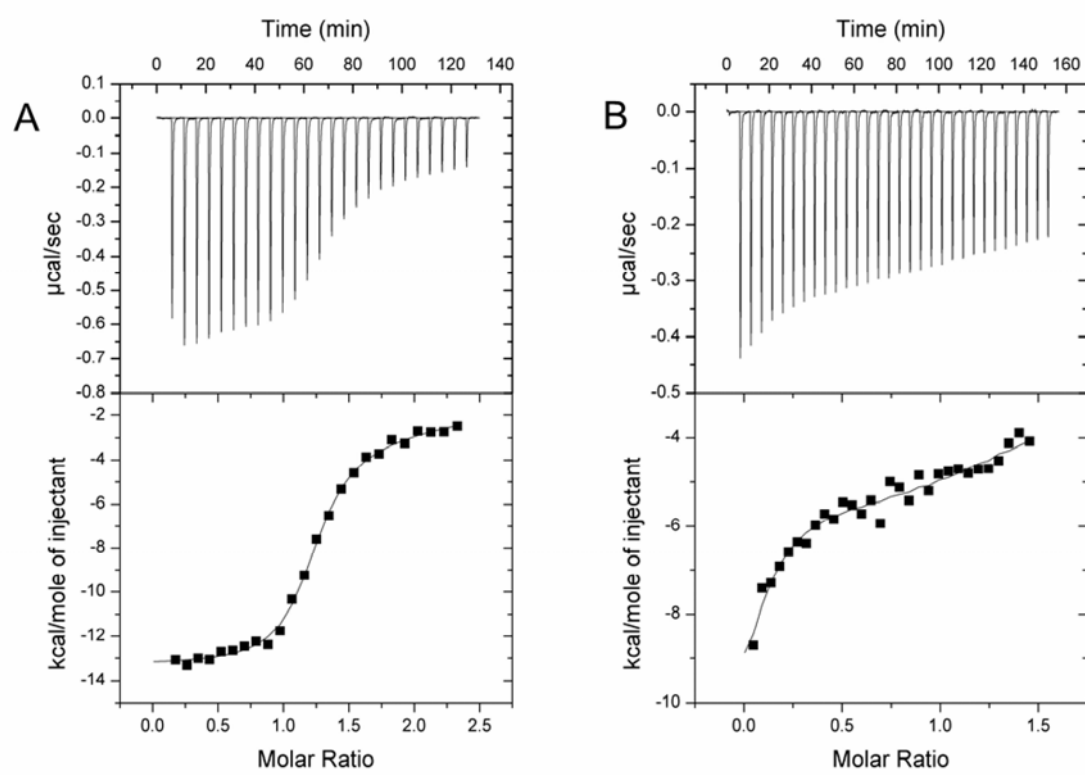 A
Time (min)
0 20 40 60 80 100 120 140
0.1
0.0
-0.1
-0.2
-0.3
-0.4
-0.5
-0.6
-0.7
-0.8
µcal/sec
-2
-4
-6
-8
-10
-12
-14
kcal/mole of injectant
0.0 0.5 1.0 1.5 2.0 2.5
Molar Ratio
B
Time (min)
0 20 40 60 80 100 120 140 160
0.0
-0.1
-0.2
-0.3
-0.4
-0.5
µcal/sec
-4
-6
-8
-10
kcal/mole of injectant
0.0 0.5 1.0 1.5
Molar Ratio